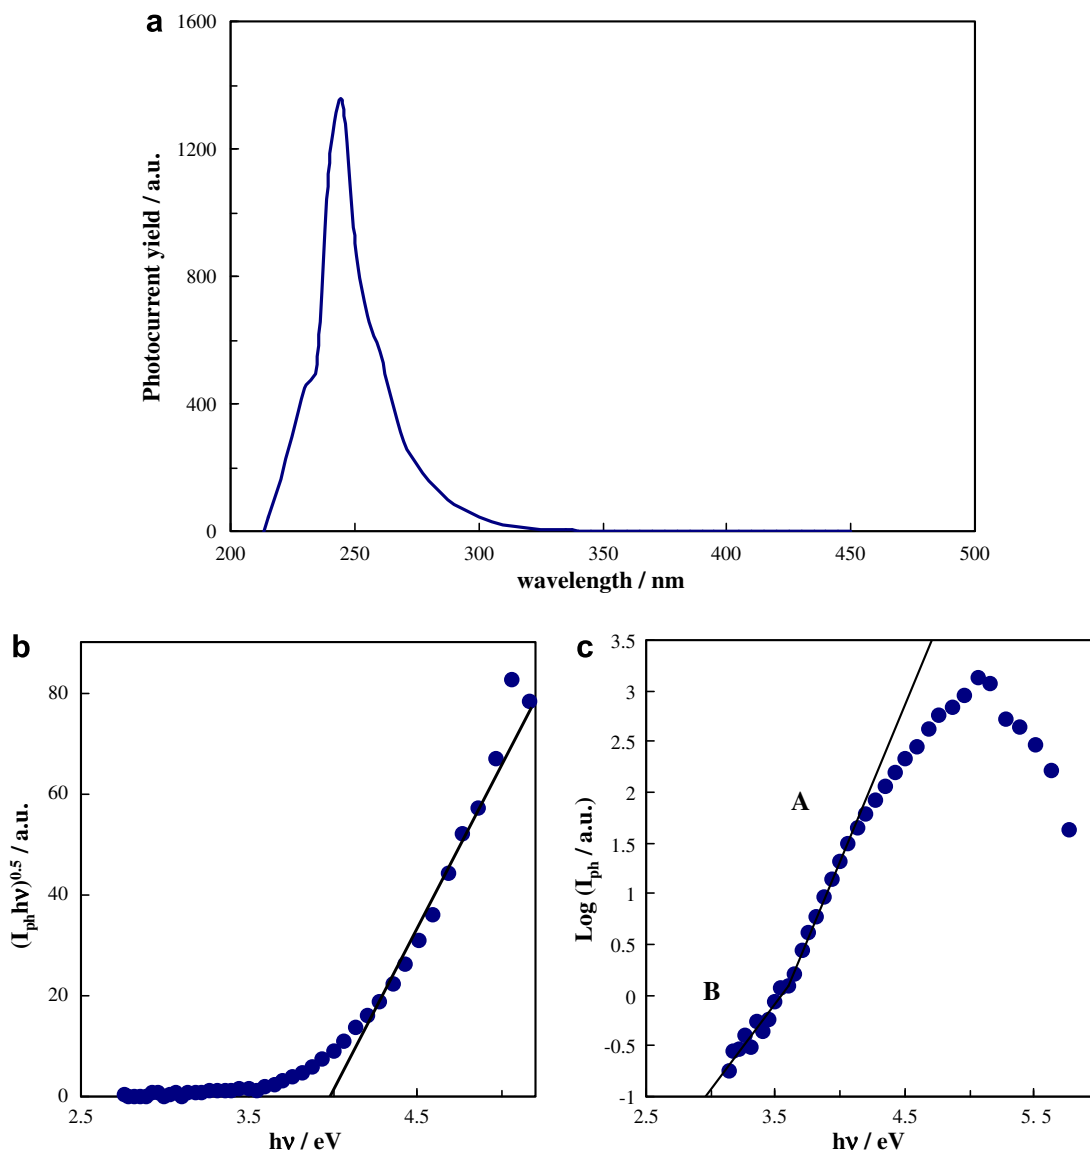 a
1600
1200
800
400
0
Photocurrent yield / a.u.
200 250 300 350 400 450 500
wavelength / nm
b
80
60
40
20
0
(I_ph hν)^0.5 / a.u.
2.5 3.5 4.5
hν / eV
c
3.5
3
2.5
2
1.5
1
0.5
0
-0.5
-1
Log (I_ph / a.u.)
A
B
2.5 3.5 4.5 5. 5
hν / eV